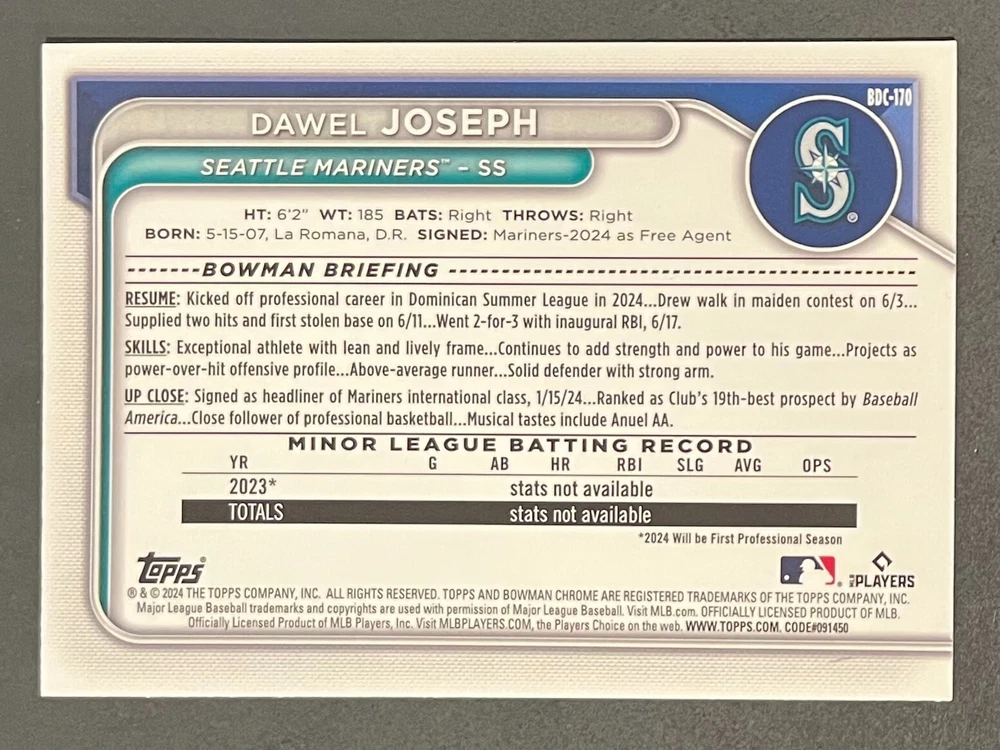 BDC-170
DAWEL JOSEPH
SEATTLE MARINERS™ – SS
S®
HT: 6'2" WT: 185 BATS: Right THROWS: Right
BORN: 5-15-07, La Romana, D.R. SIGNED: Mariners-2024 as Free Agent
-------BOWMAN BRIEFING --------------------------------------------
RESUME: Kicked off professional career in Dominican Summer League in 2024...Drew walk in maiden contest on 6/3...
Supplied two hits and first stolen base on 6/11...Went 2-for-3 with inaugural RBI, 6/17.
SKILLS: Exceptional athlete with lean and lively frame...Continues to add strength and power to his game...Projects as
power-over-hit offensive profile...Above-average runner...Solid defender with strong arm.
UP CLOSE: Signed as headliner of Mariners international class, 1/15/24...Ranked as Club's 19th-best prospect by Baseball
America...Close follower of professional basketball...Musical tastes include Anuel AA.
MINOR LEAGUE BATTING RECORD
YR G AB HR RBI SLG AVG OPS
2023* stats not available
TOTALS stats not available
*2024 Will be First Professional Season
Topps®
MLB PLAYERS
® & © 2024 THE TOPPS COMPANY, INC. ALL RIGHTS RESERVED. TOPPS AND BOWMAN CHROME ARE REGISTERED TRADEMARKS OF THE TOPPS COMPANY, INC.
Major League Baseball trademarks and copyrights are used with permission of Major League Baseball. Visit MLB.com. OFFICIALLY LICENSED PRODUCT OF MLB.
Officially Licensed Product of MLB Players, Inc. Visit MLBPLAYERS.COM, the Players Choice on the web. WWW.TOPPS.COM. CODE#091450